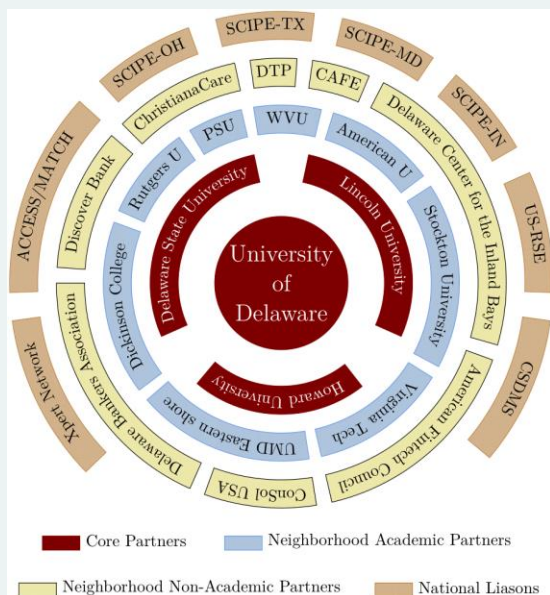 SCIPE-TX
SCIPE-OH
SCIPE-MD
SCIPE-IN
ACCESS/MATCH
US-RSE
Xpert Network
CSDMS
DTP
CAFE
ChristianaCare
Delaware Center for the Inland Bays
Discover Bank
Delaware Bankers Association
American Fintech Council
ConSol USA
WVU
PSU
American U
Rutgers U
Stockton University
Dickinson College
Virginia Tech
UMD Eastern shore
Delaware State University
Lincoln University
Howard University
University
of
Delaware
Core Partners
Neighborhood Academic Partners
Neighborhood Non-Academic Partners
National Liasons